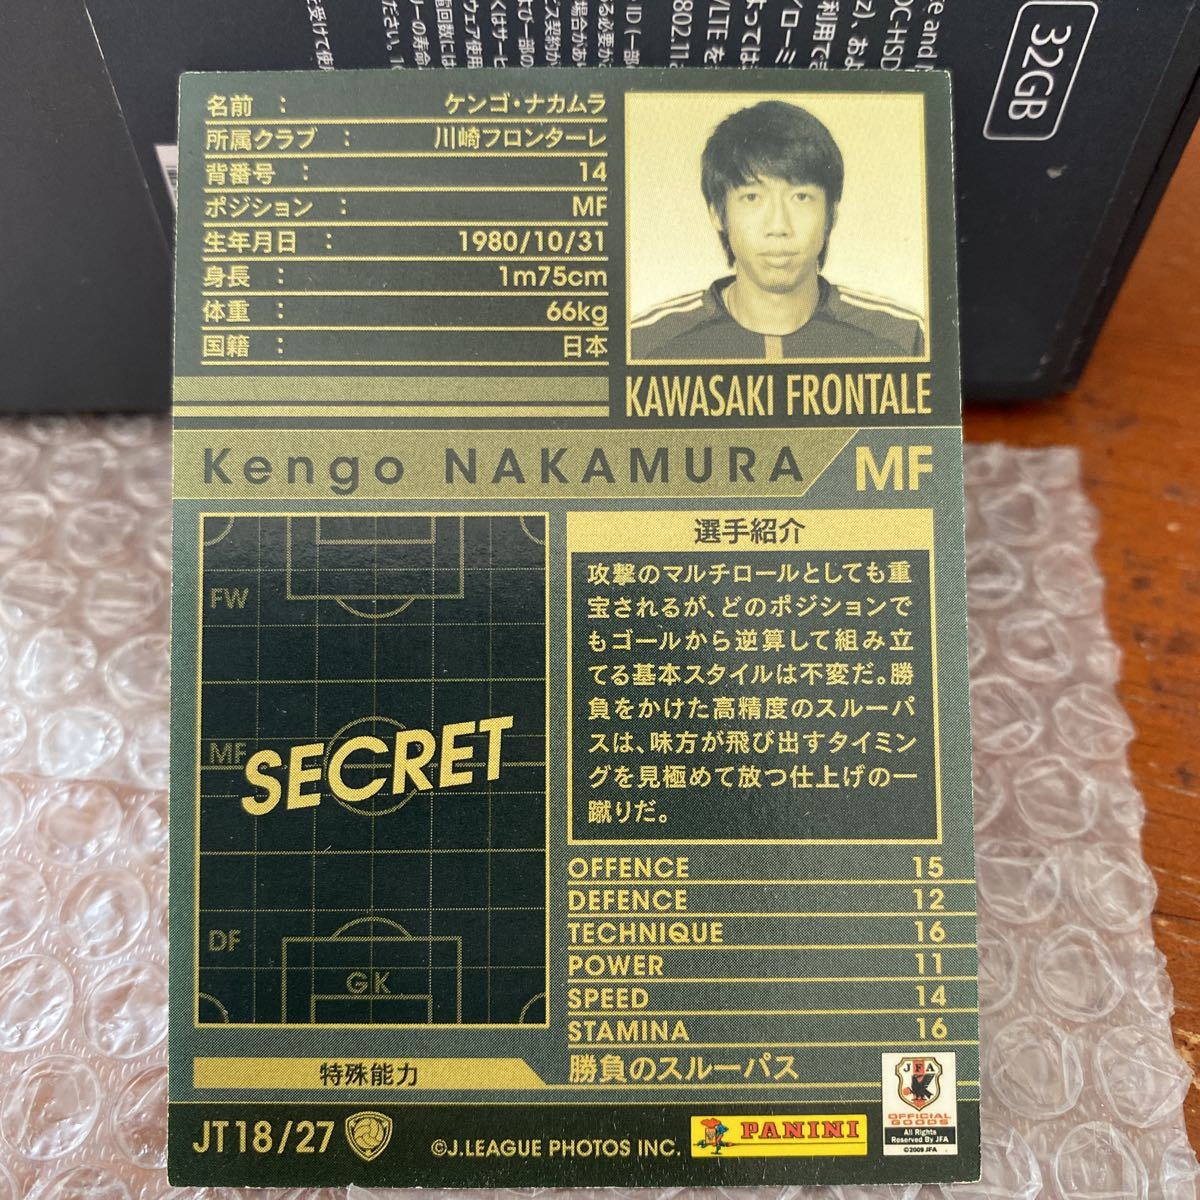 32GB
名前 : ケンゴ・ナカムラ
所属クラブ : 川崎フロンターレ
背番号 : 14
ポジション : MF
生年月日 : 1980/10/31
身長 : 1m75cm
体重 : 66kg
国籍 : 日本
KAWASAKI FRONTALE
Kengo NAKAMURA MF
FW
MF
SECRET
DF
GK
選手紹介
攻撃のマルチロールとしても重
宝されるが、どのポジションで
もゴールから逆算して組み立
てる基本スタイルは不変だ。勝
負をかけた高精度のスルーパ
スは、味方が飛び出すタイミン
グを見極めて放つ仕上げの一
蹴りだ。
OFFENCE 15
DEFENCE 12
TECHNIQUE 16
POWER 11
SPEED 14
STAMINA 16
特殊能力 勝負のスルーパス
JT18/27
©J.LEAGUE PHOTOS INC.
PANINI
JFA
OFFICIAL
GOODS
All Rights
Reserved By JFA
©2009 JFA